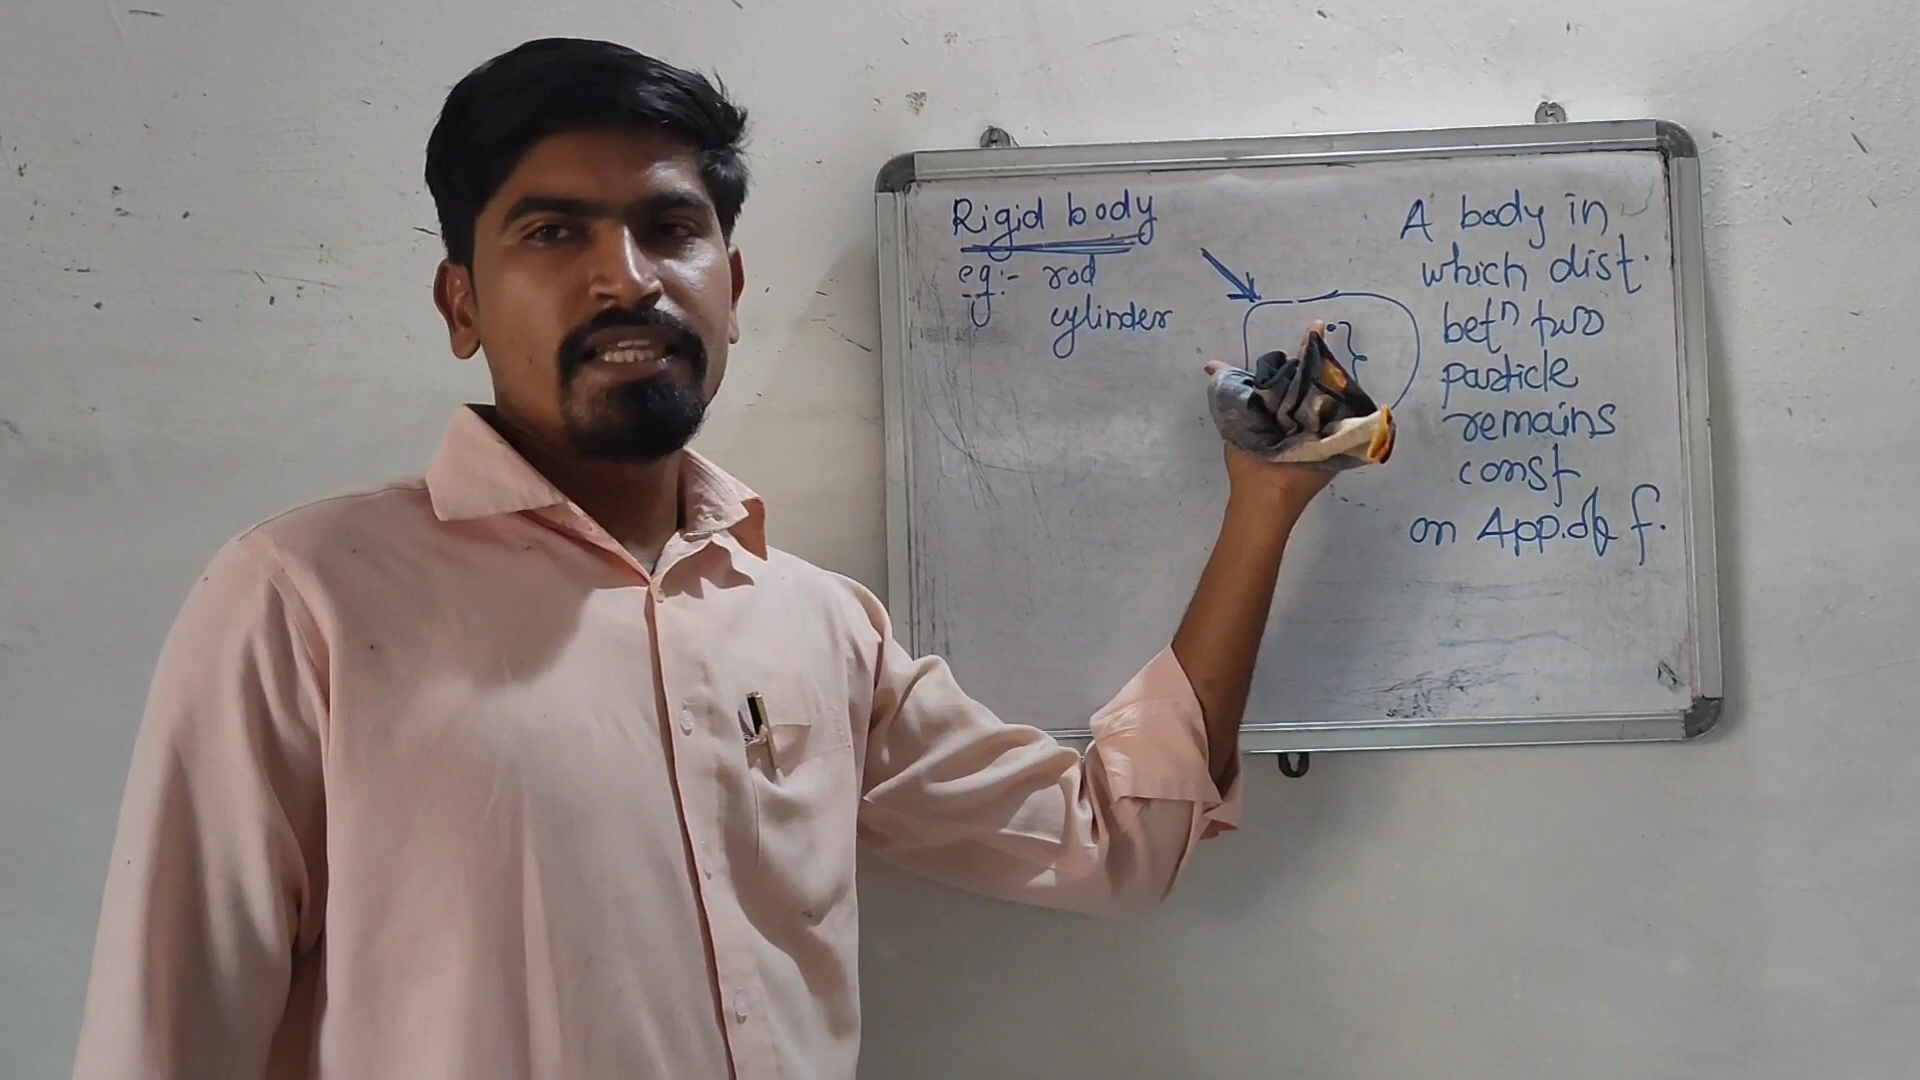 Rigid body
eg:- rod
cylinder
A body in
which dist.
betⁿ two
particle
remains
const
on App. of f.